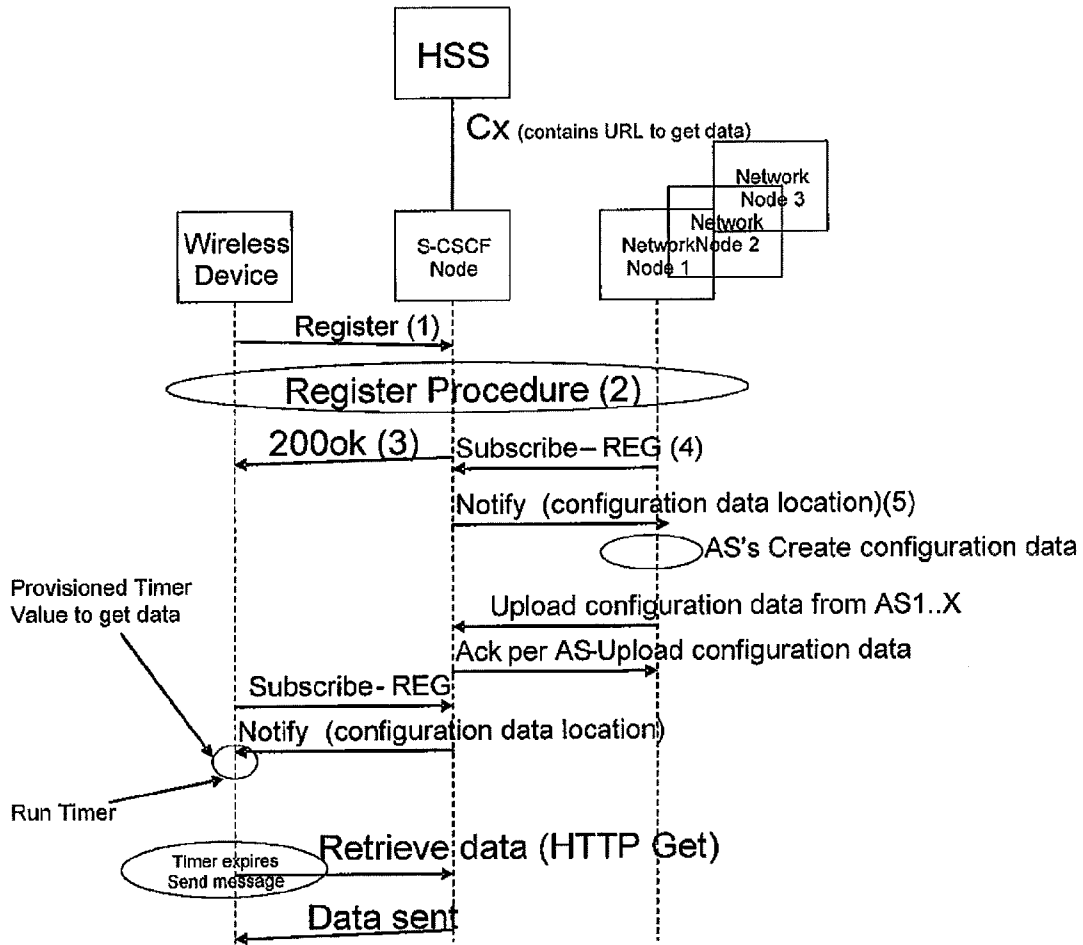 HSS
Cx (contains URL to get data)
Network
Node 3
Network
Node 2
Network
Node 1
Wireless
Device
S-CSCF
Node
Register (1)
Register Procedure (2)
200ok (3)
Subscribe– REG (4)
Notify (configuration data location)(5)
AS's Create configuration data
Provisioned Timer
Value to get data
Upload configuration data from AS1..X
Ack per AS-Upload configuration data
Subscribe- REG
Notify (configuration data location)
Run Timer
Retrieve data (HTTP Get)
Timer expires
Send message
Data sent